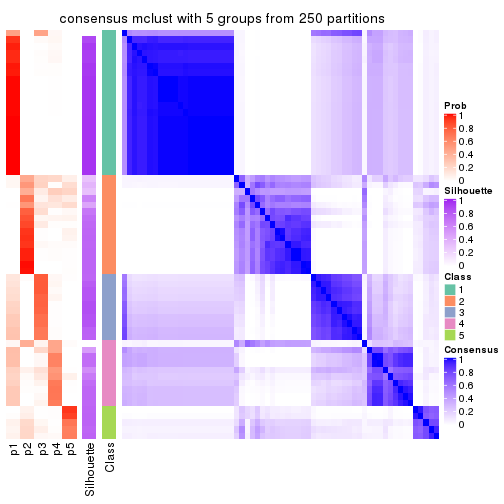 consensus mclust with 5 groups from 250 partitions
Prob
1
0.8
0.6
0.4
0.2
0
Silhouette
1
0.8
0.6
0.4
0.2
0
Class
1
2
3
4
5
Consensus
1
0.8
0.6
0.4
0.2
0
p1
p2
p3
p4
p5
Silhouette
Class